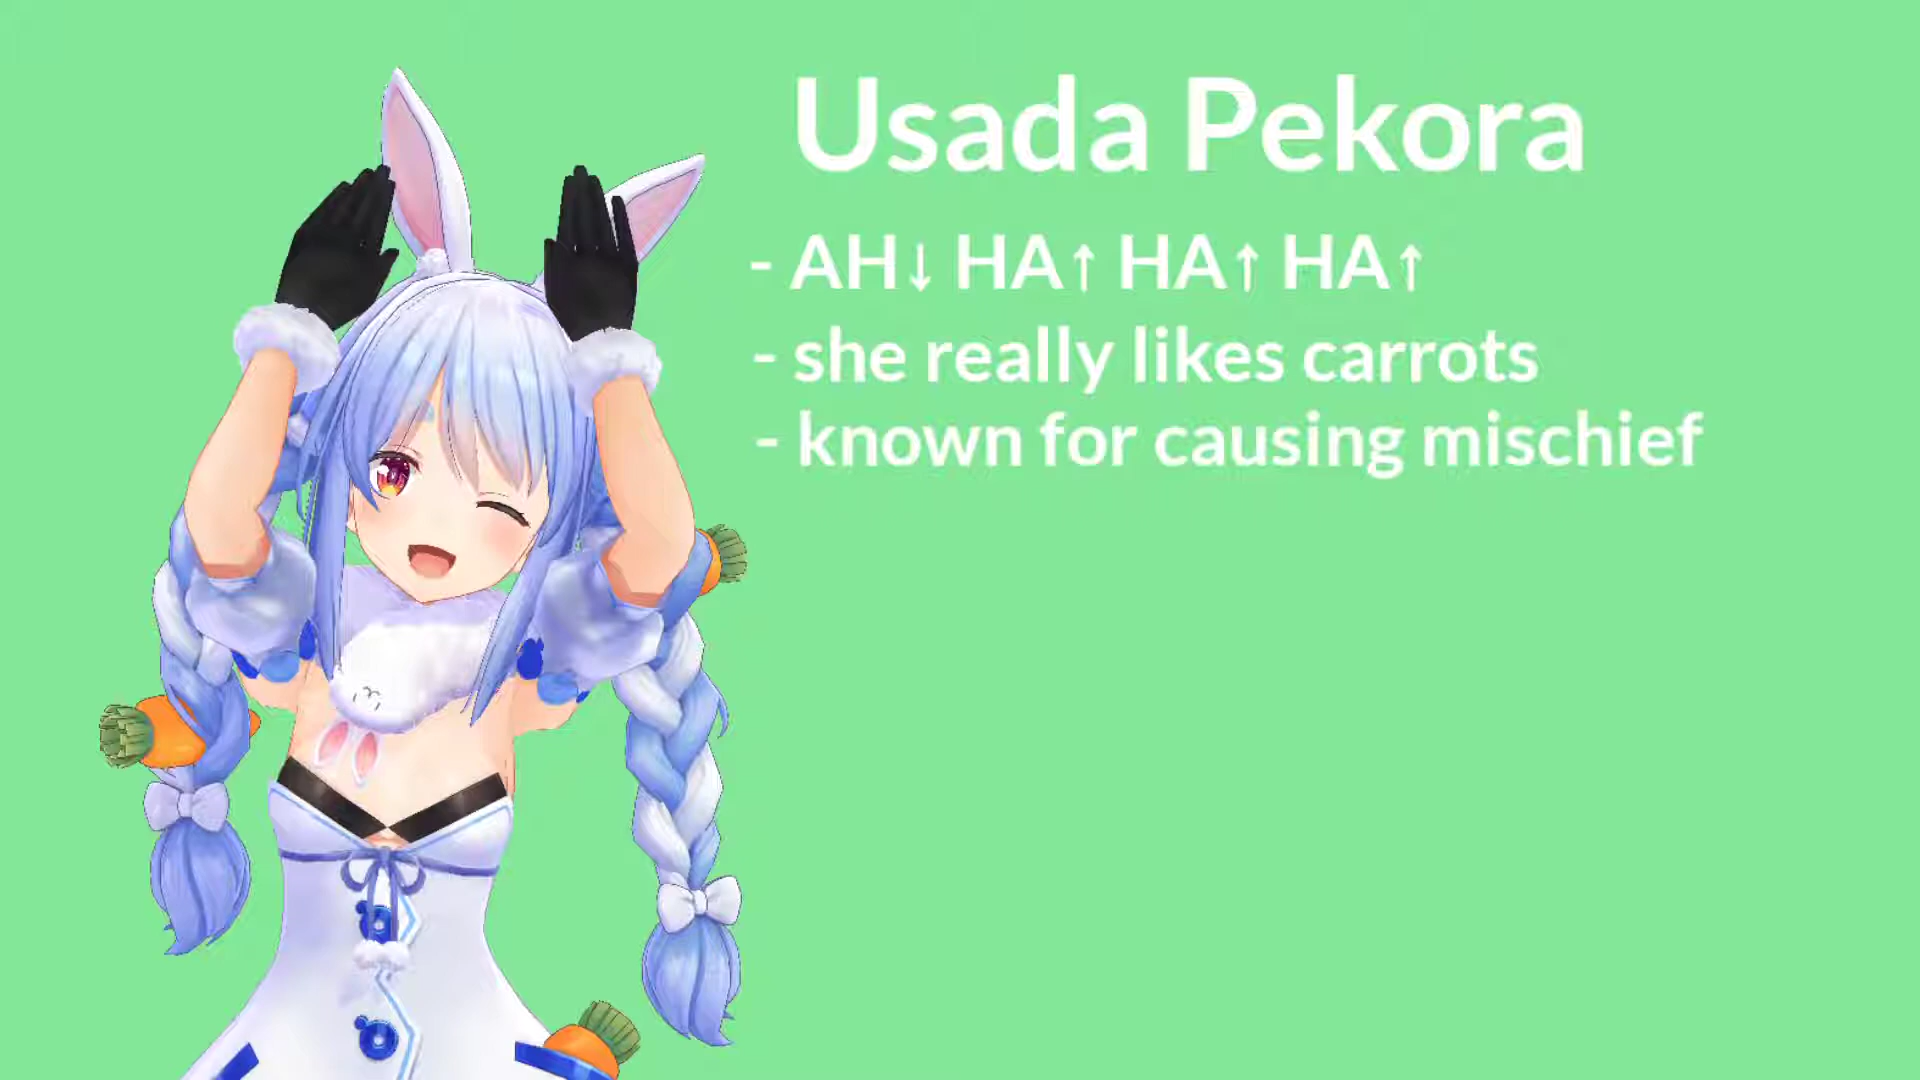 Usada Pekora
- AH↓ HA↑ HA↑ HA↑
- she really likes carrots
- known for causing mischief